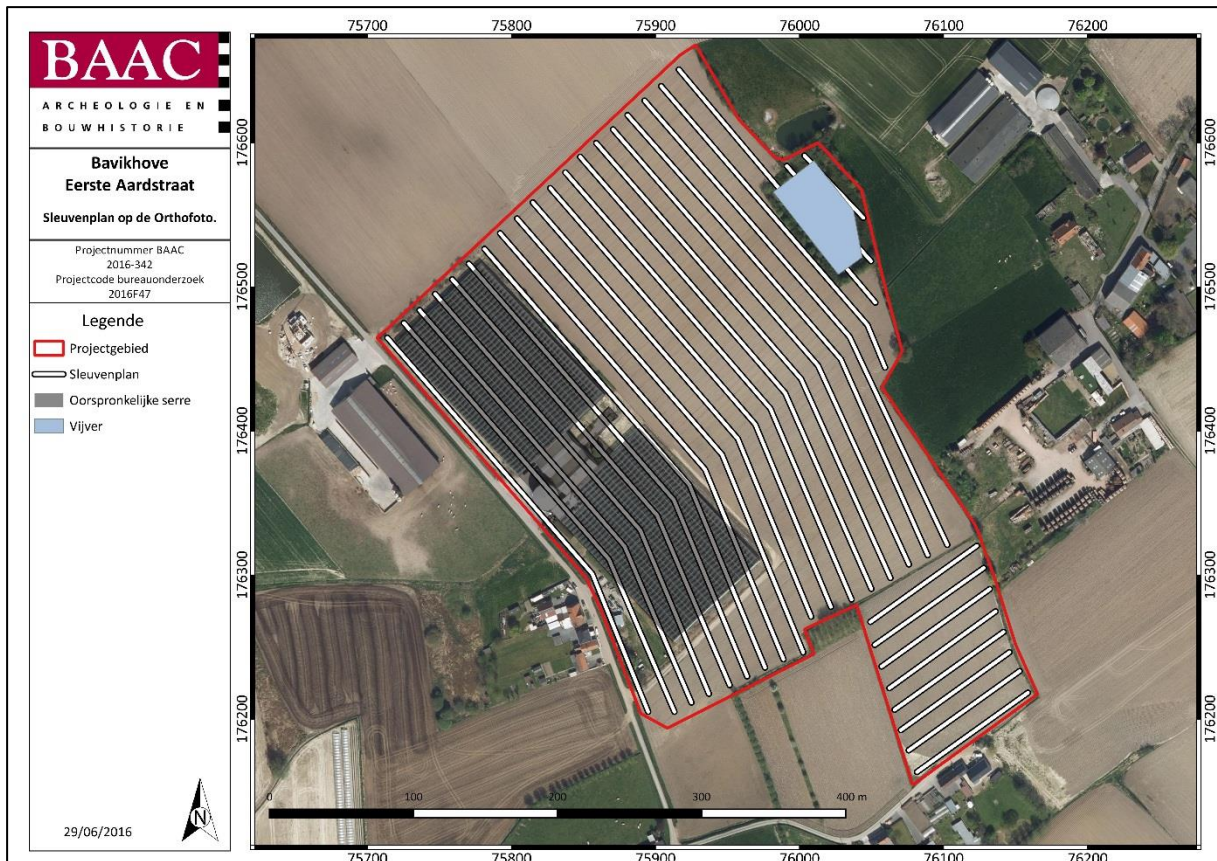 BAAC
ARCHEOLOGIE EN
BOUWHISTORIE
Bavikhove
Eerste Aardstraat
Sleuvenplan op de Orthofoto.
Projectnummer BAAC
2016-342
Projectcode bureauonderzoek
2016F47
Legende
Projectgebied
Sleuvenplan
Oorspronkelijke serre
Vijver
29/06/2016
N
75700 75800 75900 76000 76100 76200
176600 176600
176500 176500
176400 176400
176300 176300
176200 176200
0 100 200 300 400 m
75700 75800 75900 76000 76100 76200